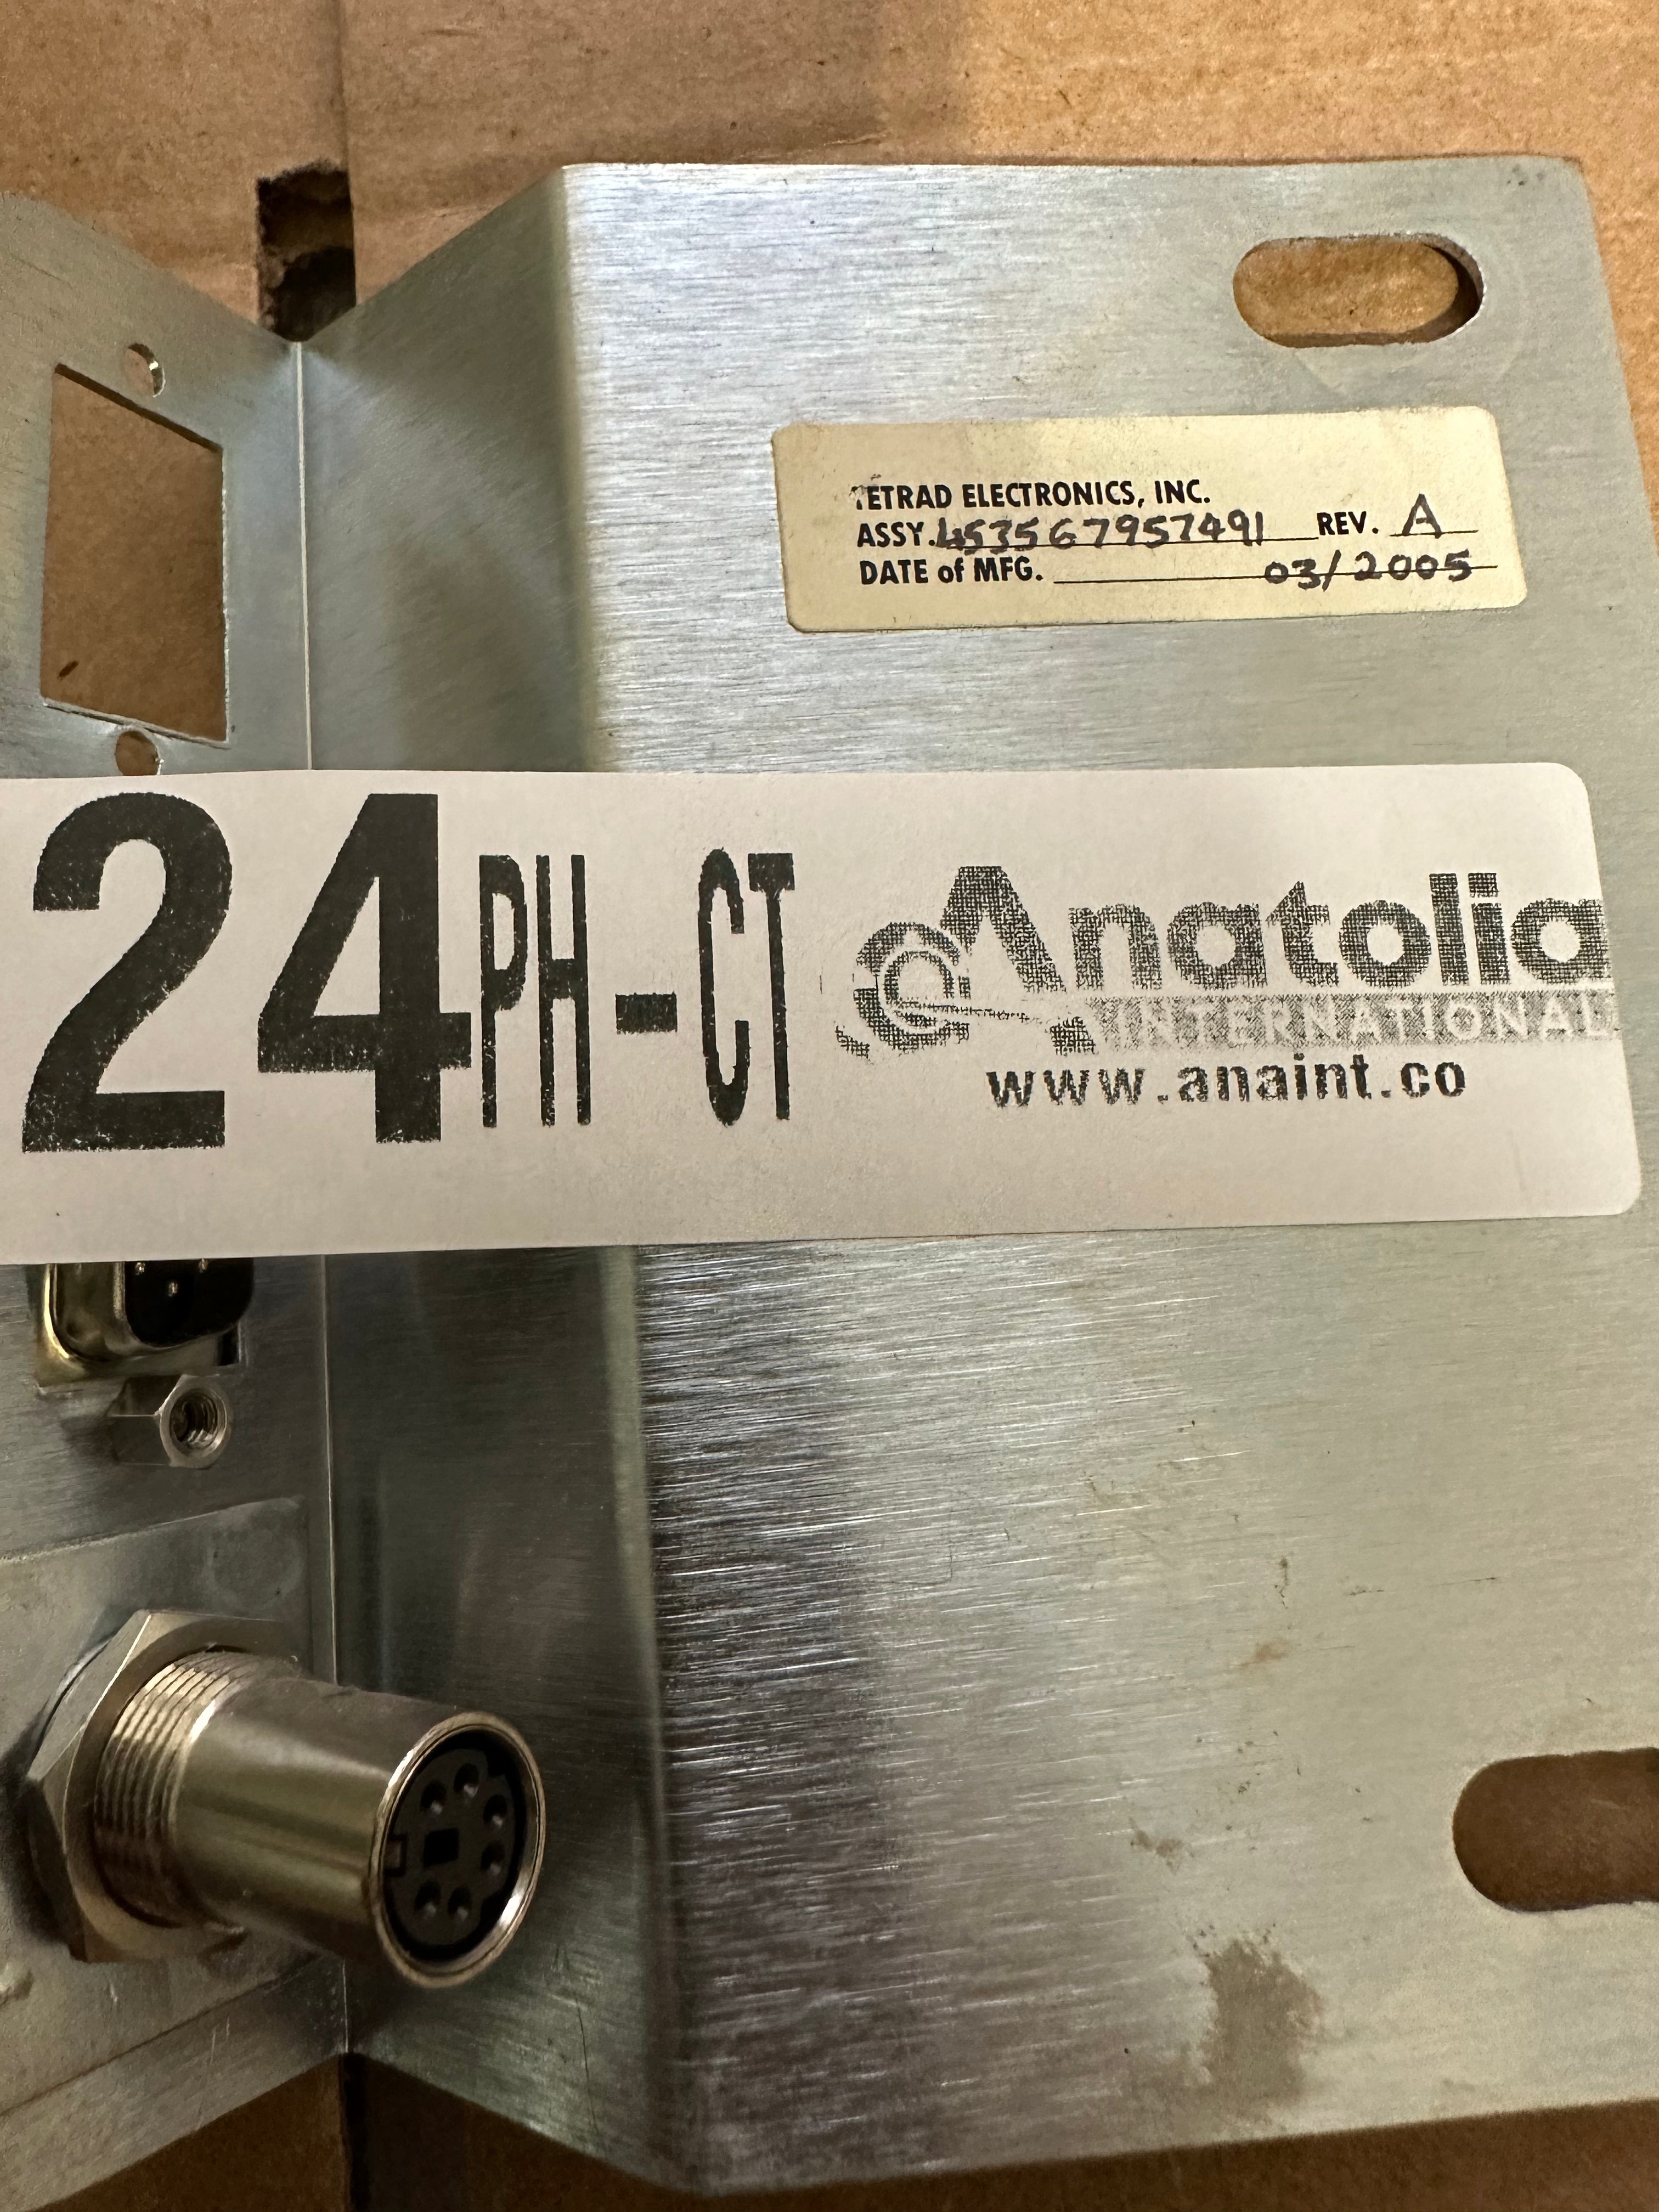 TETRAD ELECTRONICS, INC.
ASSY. 453567957491 REV. A
DATE of MFG. 03/2005
24PH-CT
Anatolia
INTERNATIONAL
www.anaint.co